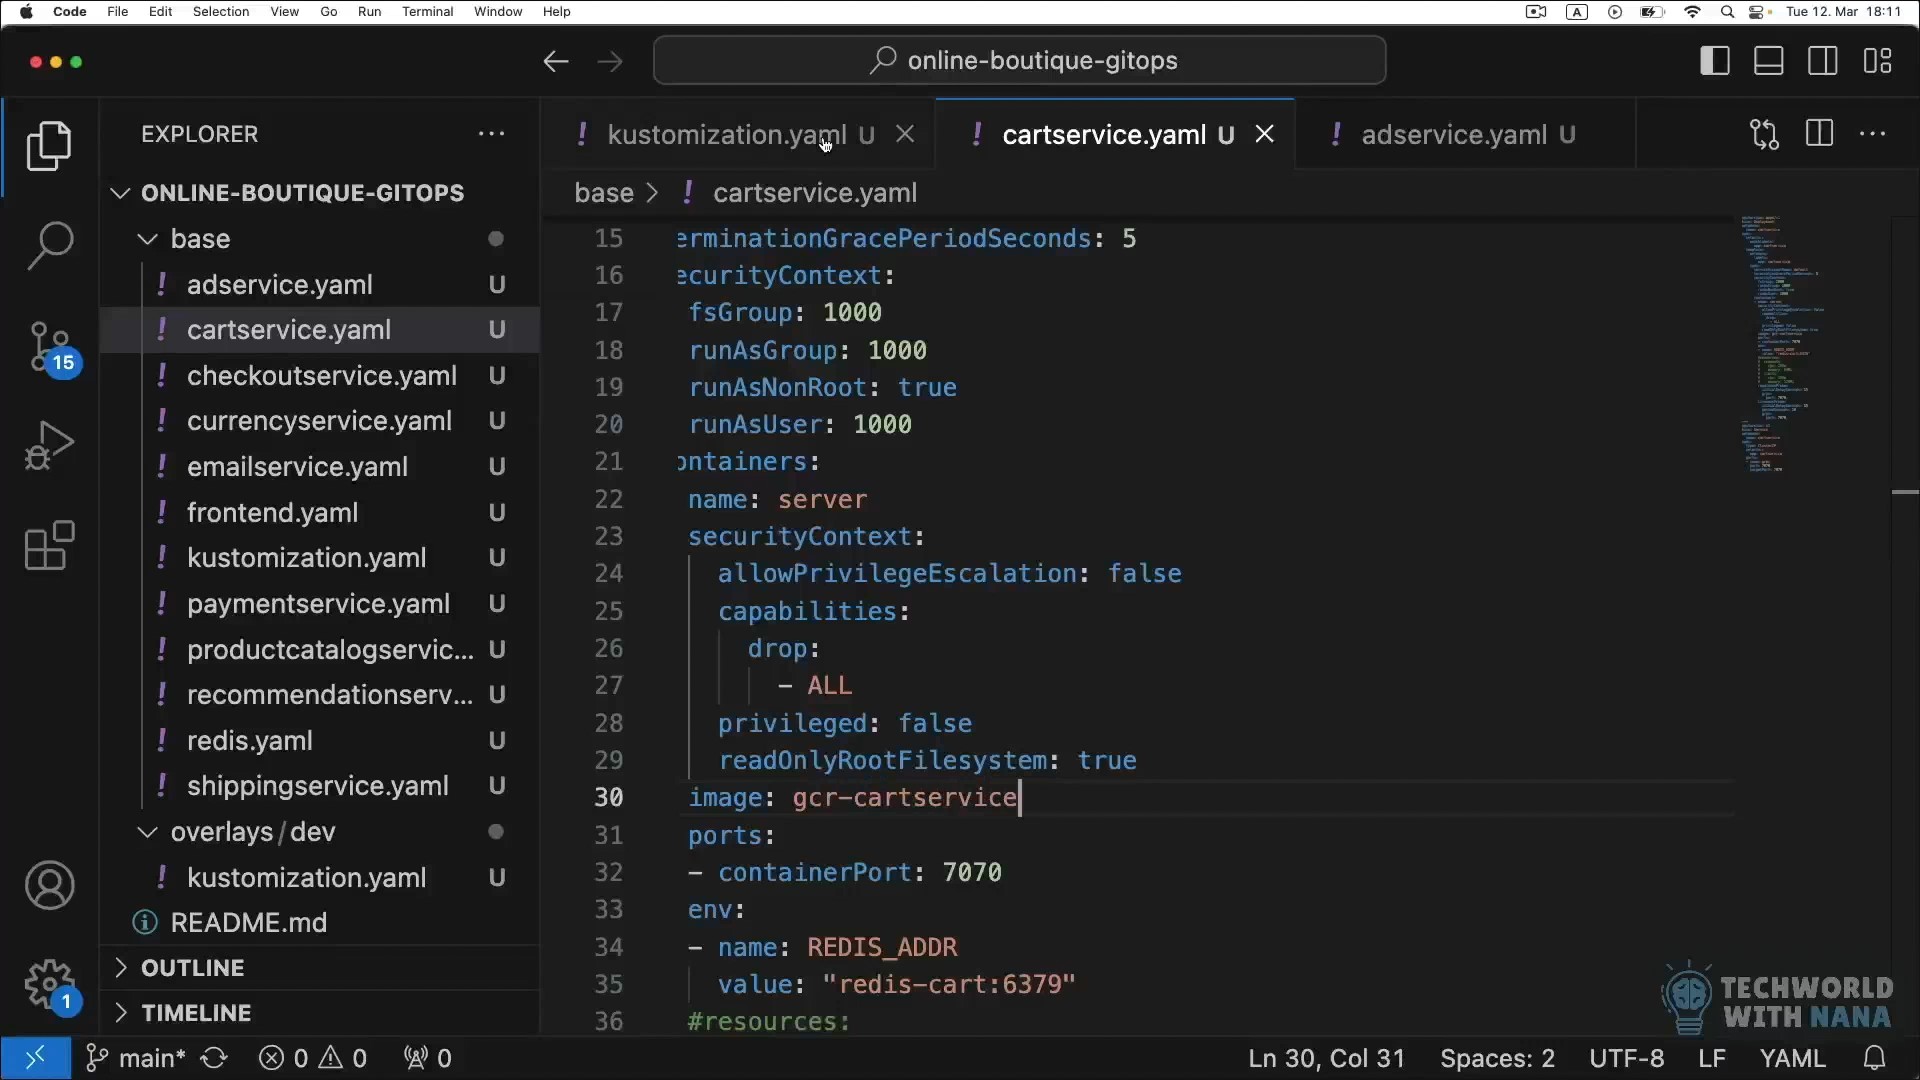 Code File Edit Selection View Go Run Terminal Window Help A Tue 12. Mar 18:11
online-boutique-gitops
EXPLORER
ONLINE-BOUTIQUE-GITOPS
base
! adservice.yaml U
! cartservice.yaml U
! checkoutservice.yaml U
! currencyservice.yaml U
! emailservice.yaml U
! frontend.yaml U
! kustomization.yaml U
! paymentservice.yaml U
! productcatalogservic... U
! recommendationserv... U
! redis.yaml U
! shippingservice.yaml U
overlays/dev
! kustomization.yaml U
README.md
OUTLINE
TIMELINE
15
1
! kustomization.yaml U ! cartservice.yaml U ! adservice.yaml U
base > ! cartservice.yaml
15 erminationGracePeriodSeconds: 5
16 ecurityContext:
17 fsGroup: 1000
18 runAsGroup: 1000
19 runAsNonRoot: true
20 runAsUser: 1000
21 ontainers:
22 name: server
23 securityContext:
24 allowPrivilegeEscalation: false
25 capabilities:
26 drop:
27 - ALL
28 privileged: false
29 readOnlyRootFilesystem: true
30 image: gcr-cartservice
31 ports:
32 - containerPort: 7070
33 env:
34 - name: REDIS_ADDR
35 value: "redis-cart:6379"
36 #resources:
TECHWORLD
WITH NANA
main* 0 0 0 Ln 30, Col 31 Spaces: 2 UTF-8 LF YAML